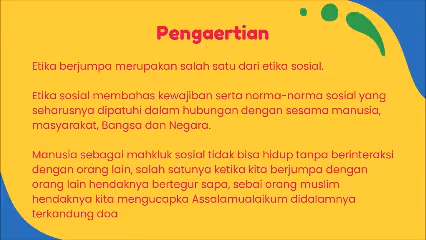 Pengaertian
Etika berjumpa merupakan salah satu dari etika sosial.
Etika sosial membahas kewajiban serta norma-norma sosial yang
seharusnya dipatuhi dalam hubungan dengan sesama manusia,
masyarakat, Bangsa dan Negara.
Manusia sebagai mahkluk sosial tidak bisa hidup tanpa berinteraksi
dengan orang lain, salah satunya ketika kita berjumpa dengan
orang lain hendaknya bertegur sapa, sebai orang muslim
hendaknya kita mengucapka Assalamualaikum didalamnya
terkandung doa